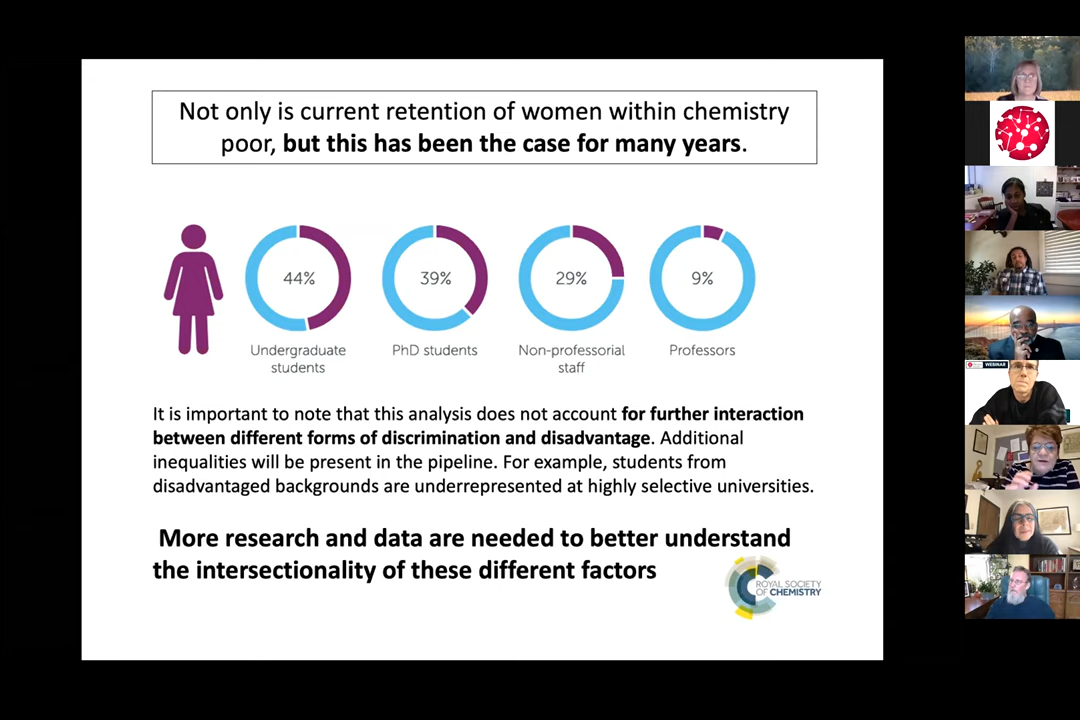 Not only is current retention of women within chemistry
poor, but this has been the case for many years.
44%
39%
29%
9%
Undergraduate
students
PhD students
Non-professorial
staff
Professors
It is important to note that this analysis does not account for further interaction
between different forms of discrimination and disadvantage. Additional
inequalities will be present in the pipeline. For example, students from
disadvantaged backgrounds are underrepresented at highly selective universities.
More research and data are needed to better understand
the intersectionality of these different factors
ROYAL SOCIETY
OF CHEMISTRY
WEBINAR